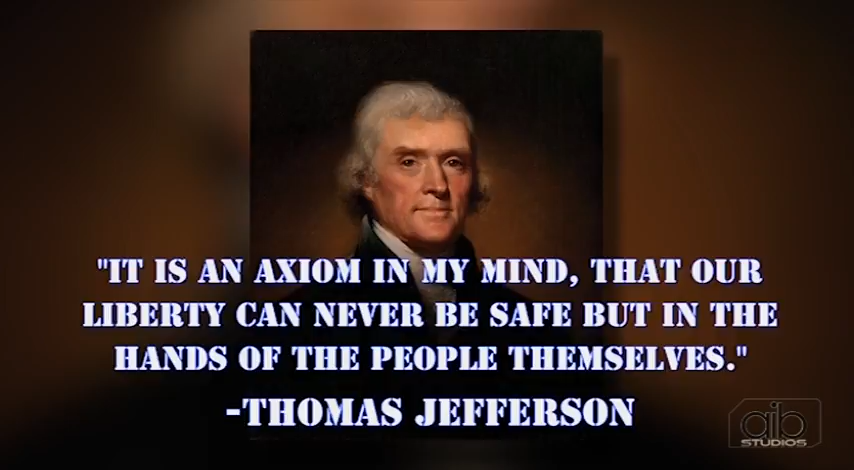 "IT IS AN AXIOM IN MY MIND, THAT OUR
LIBERTY CAN NEVER BE SAFE BUT IN THE
HANDS OF THE PEOPLE THEMSELVES."
-THOMAS JEFFERSON
aib
STUDIOS